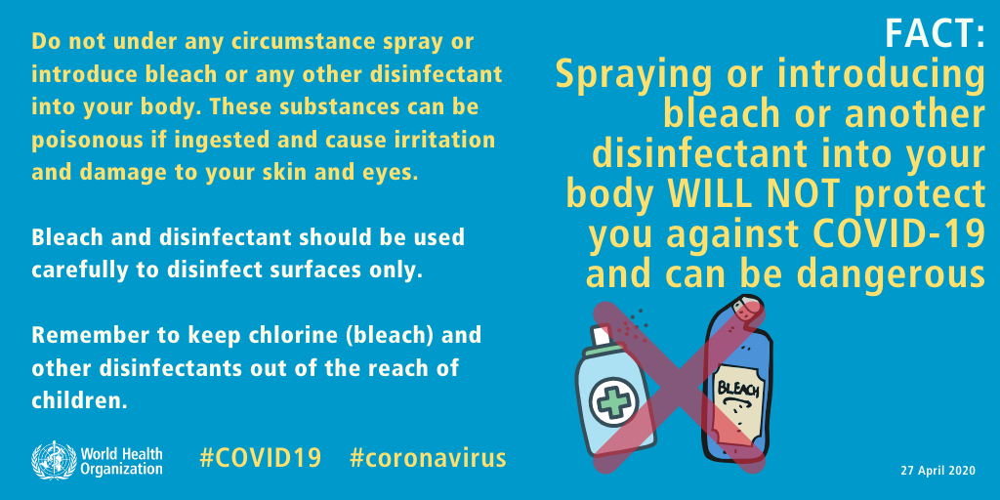 Do not under any circumstance spray or
introduce bleach or any other disinfectant
into your body. These substances can be
poisonous if ingested and cause irritation
and damage to your skin and eyes.
Bleach and disinfectant should be used
carefully to disinfect surfaces only.
Remember to keep chlorine (bleach) and
other disinfectants out of the reach of
children.
World Health
Organization
#COVID19 #coronavirus
FACT:
Spraying or introducing
bleach or another
disinfectant into your
body WILL NOT protect
you against COVID-19
and can be dangerous
BLEACH
27 April 2020